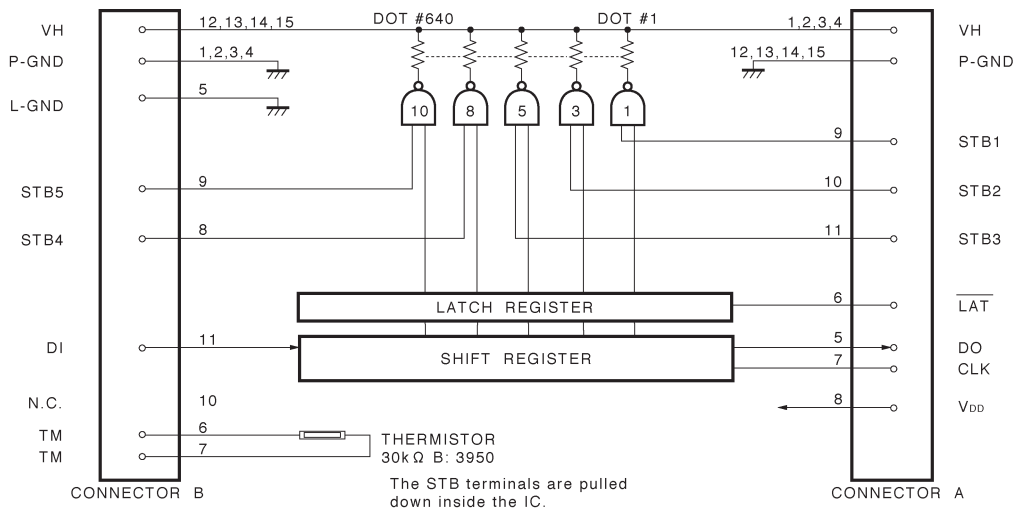 DOT #640 DOT #1
VH 12,13,14,15 1,2,3,4 VH
P-GND 1,2,3,4 12,13,14,15 P-GND
L-GND 5
10 8 5 3 1
9 STB1
STB5 9 10 STB2
STB4 8 11 STB3
LATCH REGISTER 6 LAT
DI 11 SHIFT REGISTER 5 DO
7 CLK
N.C. 10 8 VDD
TM 6 THERMISTOR
TM 7 30kΩ B: 3950
The STB terminals are pulled
down inside the IC.
CONNECTOR B CONNECTOR A